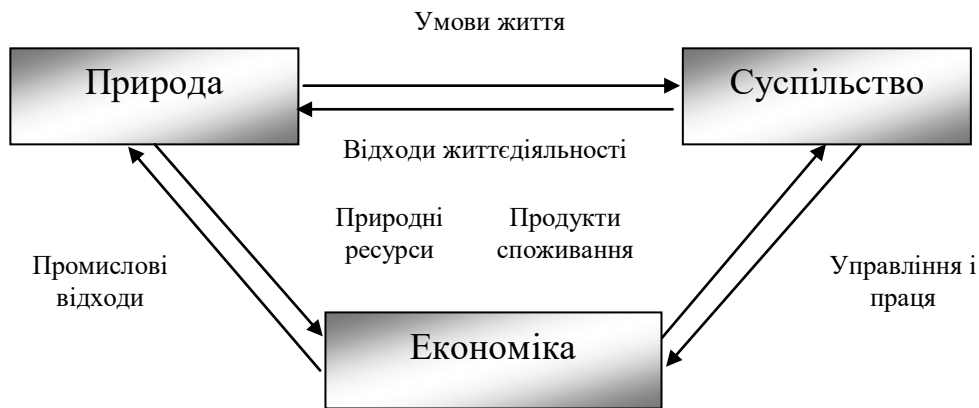 Умови життя
Природа
Суспільство
Відходи життєдіяльності
Природні
ресурси
Продукти
споживання
Промислові
відходи
Управління і
праця
Економіка